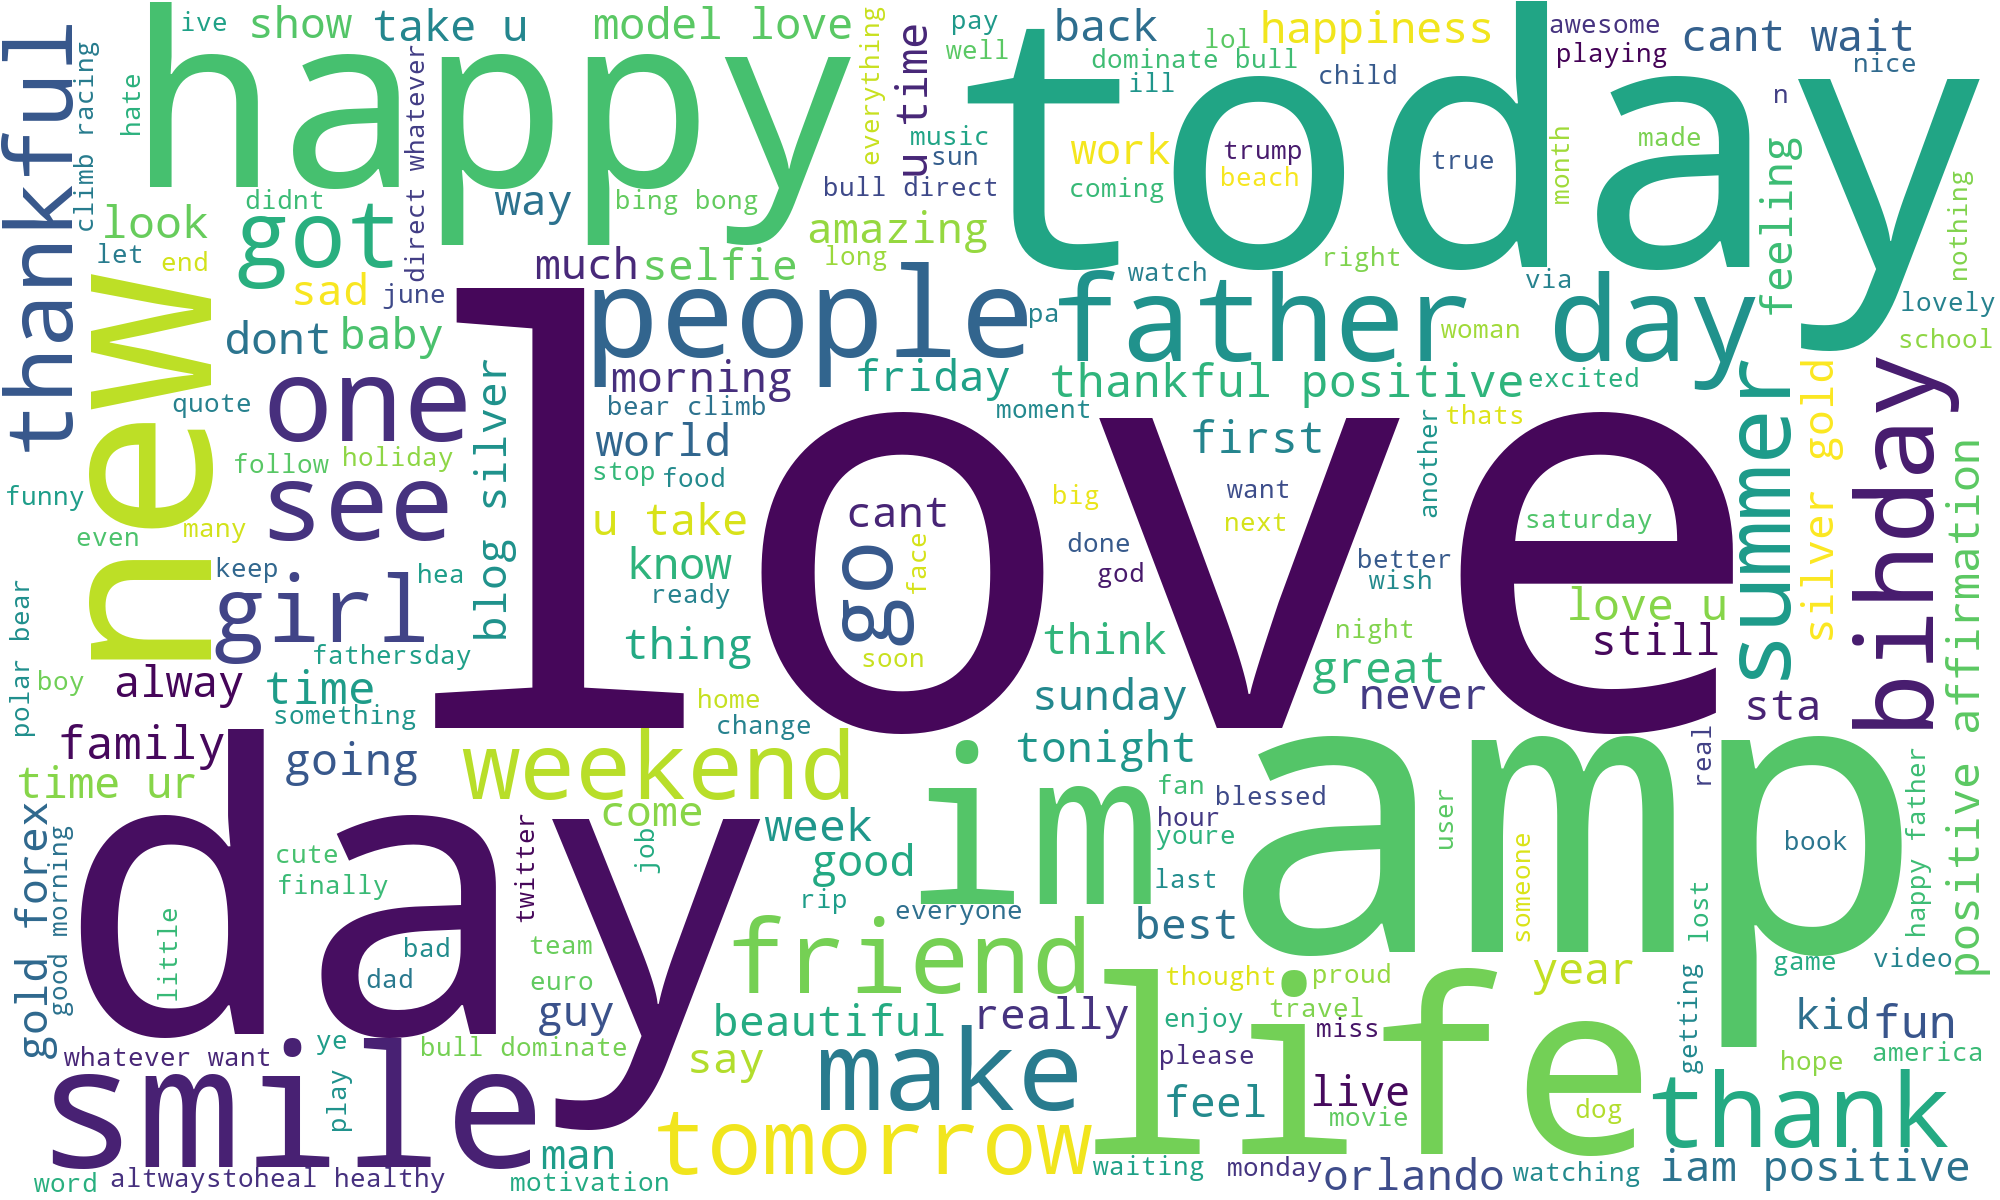 ive
show
take u
model love
everything
u time
pay
well
back
lol
happiness
awesome
playing
cant wait
nice
thankful
climb racing
hate
happy
direct whatever
dominate bull
ill
child
today
n
music
sun
work
trump
beach
true
month
made
feeling
nothing
bull direct
coming
didnt
way
bing bong
look
got
amazing
let
end
much
selfie
long
watch
right
via
lovely
sad
june
people
pa
father day
woman
school
new
dont
baby
morning
friday
thankful positive
excited
quote
one
bear climb
moment
another
thats
summer
silver gold
bihday
positive affirmation
blog silver
world
first
follow
holiday
stop
food
love
funny
see
big
want
cant
many
u take
next
saturday
even
go
face
done
better
keep
hea
know
god
wish
polar bear
girl
ready
love u
thing
think
night
still
fathersday
soon
great
boy
alway
time
home
sunday
never
sta
something
change
family
going
weekend
tonight
real
time ur
im
amp
fan
blessed
happy father
gold forex
good morning
day
come
week
hour
user
youre
someone
book
twitter
job
cute
good
finally
last
rip
everyone
best
lost
little
bad
team
friend
dad
euro
thought
proud
year
game
video
getting
guy
beautiful
really
enjoy
travel
life
miss
kid
fun
ye
whatever want
bull dominate
say
make
please
hope
america
smile
play
feel
live
movie
dog
thank
man
tomorrow
waiting
monday
orlando
watching
iam positive
word
altwaystoheal healthy
motivation